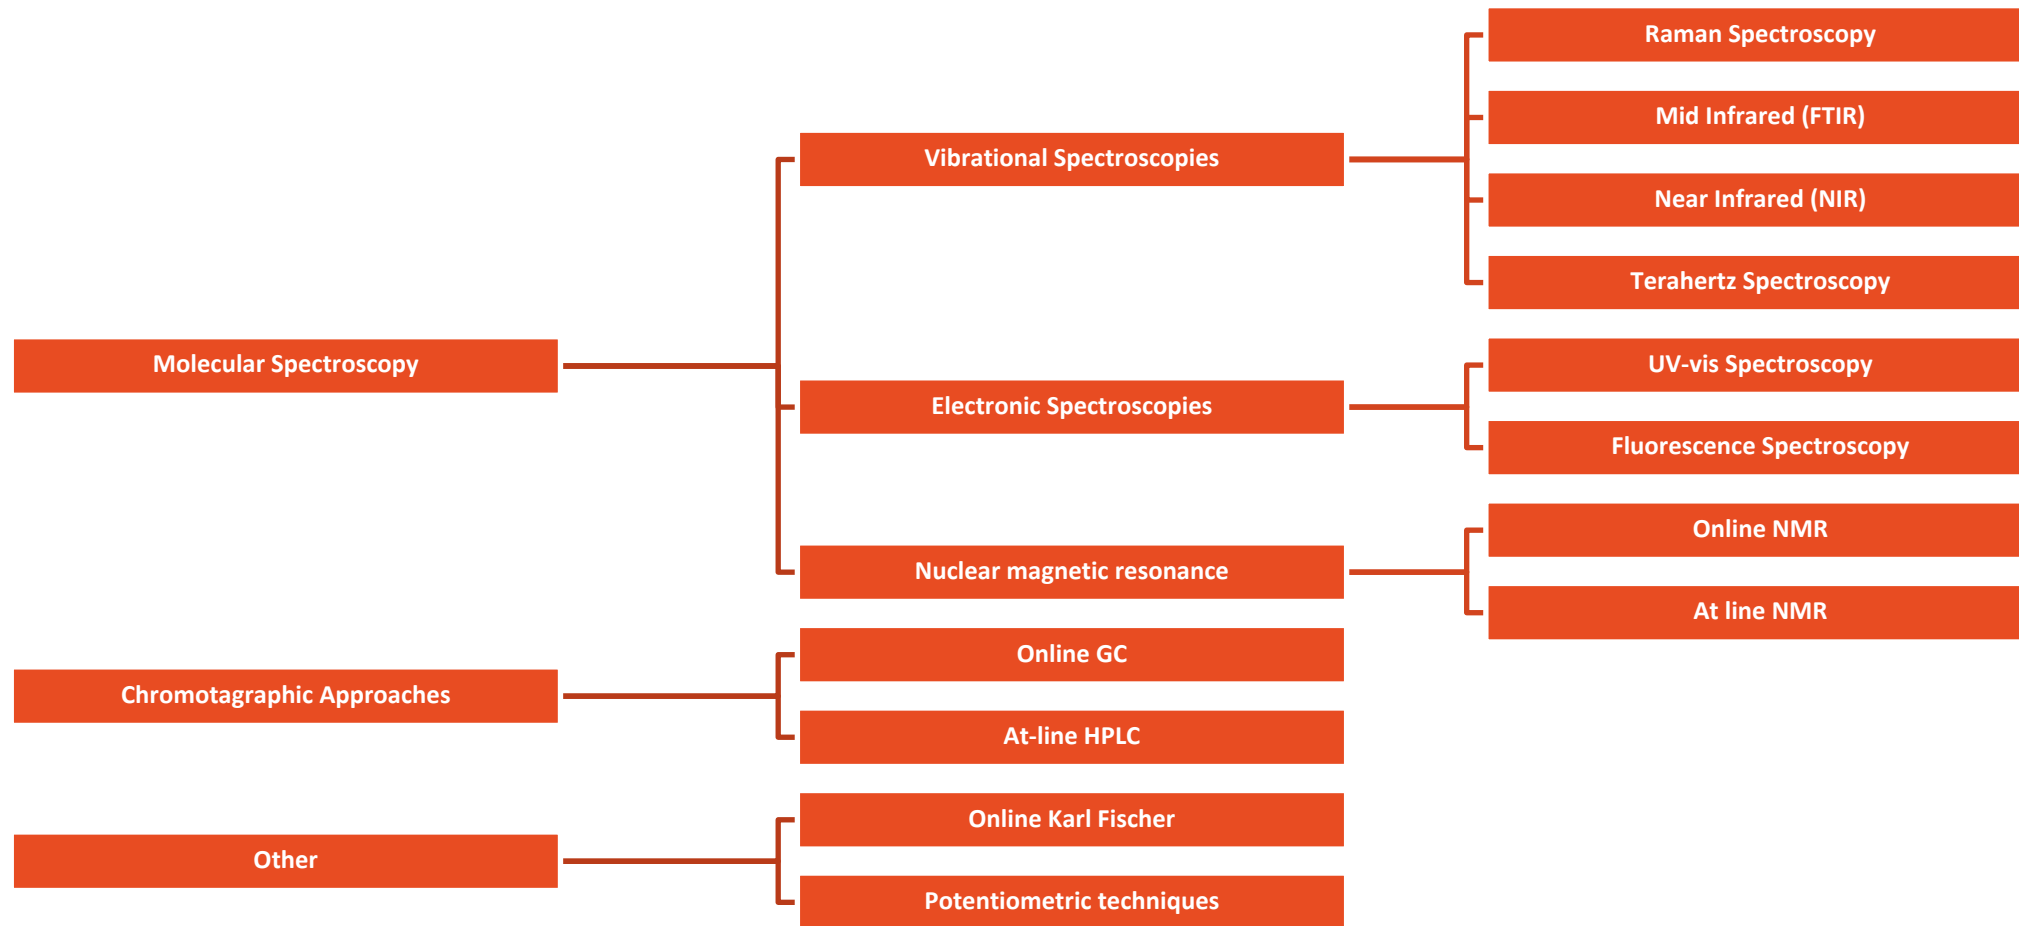 Molecular Spectroscopy
Vibrational Spectroscopies
Raman Spectroscopy
Mid Infrared (FTIR)
Near Infrared (NIR)
Terahertz Spectroscopy
Electronic Spectroscopies
UV-vis Spectroscopy
Fluorescence Spectroscopy
Nuclear magnetic resonance
Online NMR
At line NMR
Chromotagraphic Approaches
Online GC
At-line HPLC
Other
Online Karl Fischer
Potentiometric techniques